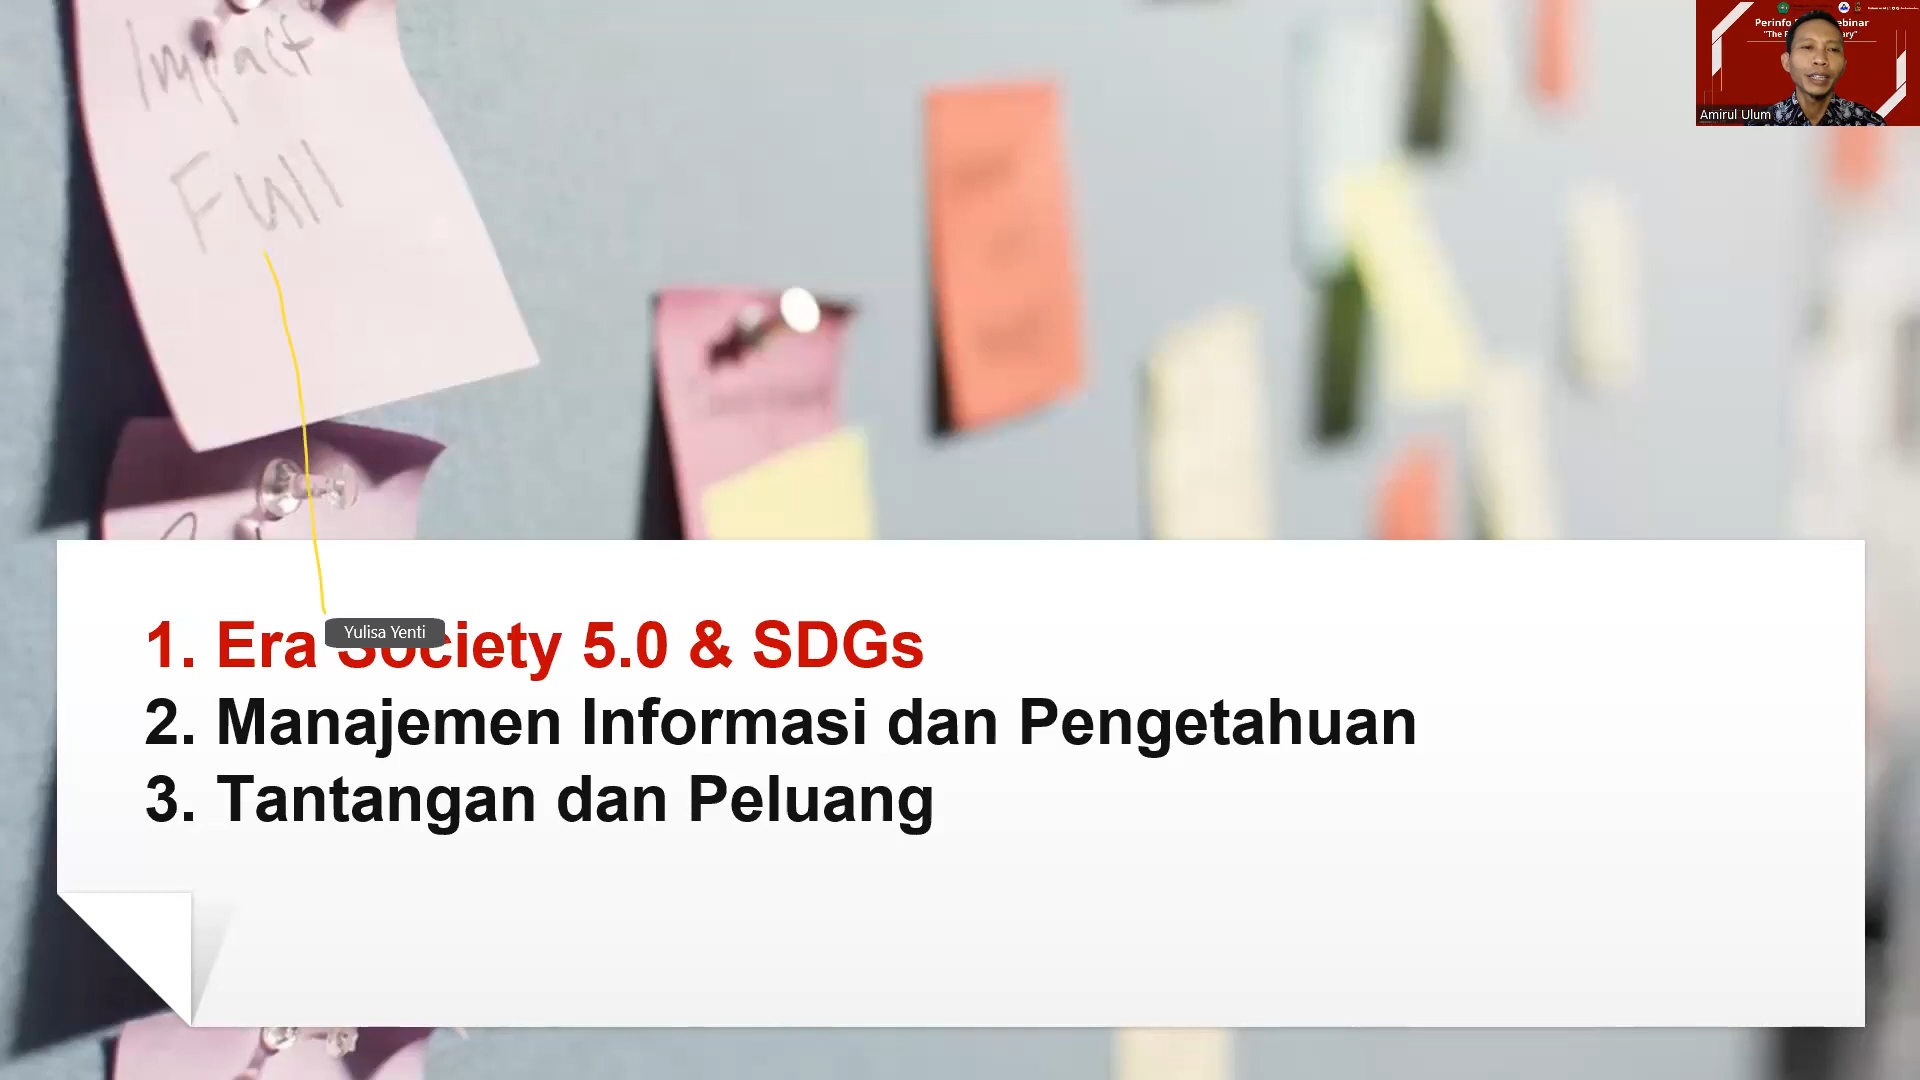 Impact
Full
Perinfo
ebinar
"The
ary"
Amirul Ulum
Yulisa Yenti
1. Era Society 5.0 & SDGs
2. Manajemen Informasi dan Pengetahuan
3. Tantangan dan Peluang